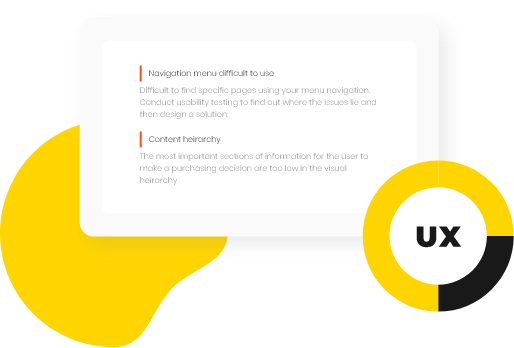 Navigation menu difficult to use
Difficult to find specific pages using your menu navigation.
Conduct usability testing to find out where the issues lie and
then design a solution.
Content heirarchy
The most important sections of information for the user to
make a purchasing decision are too low in the visual
heirarchy
UX